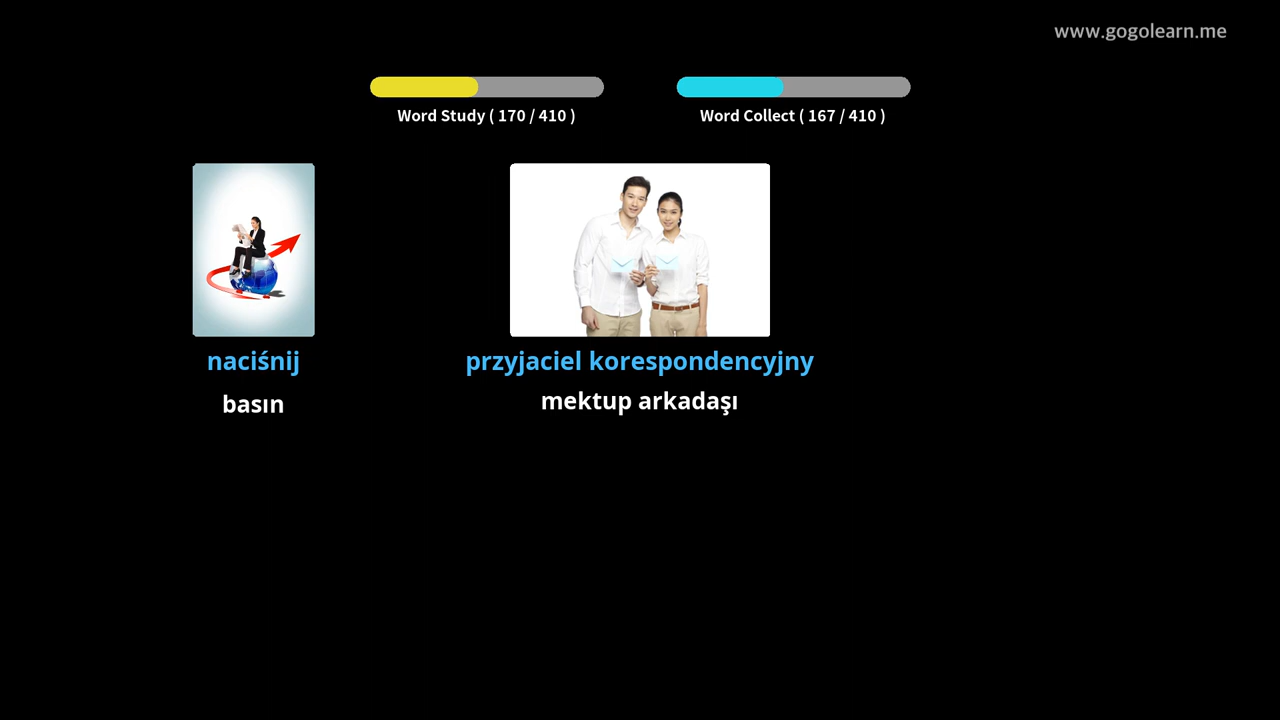 www.gogolearn.me
Word Study ( 170 / 410 )
Word Collect ( 167 / 410 )
naciśnij
basın
przyjaciel korespondencyjny
mektup arkadaşı